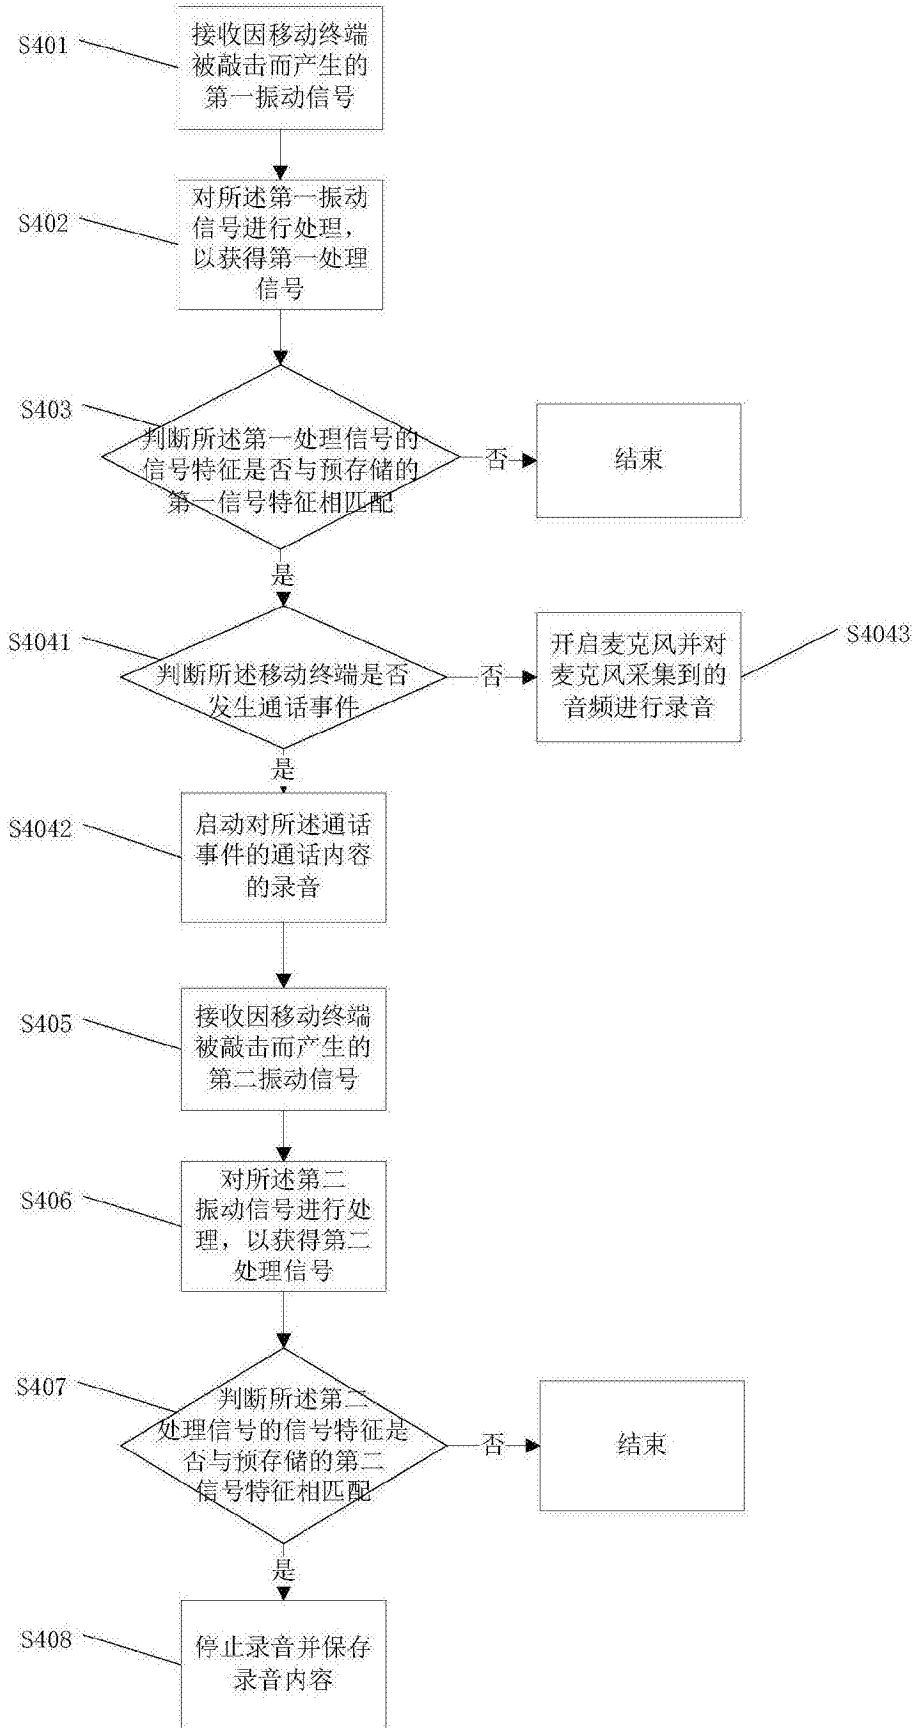 S401
接收因移动终端
被敲击而产生的
第一振动信号
S402
对所述第一振动
信号进行处理，
以获得第一处理
信号
S403
判断所述第一处理信号的
信号特征是否与预存储的
第一信号特征相匹配
否
结束
是
S4041
判断所述移动终端是否
发生通话事件
否
开启麦克风并对
麦克风采集到的
音频进行录音
S4043
是
S4042
启动对所述通话
事件的通话内容
的录音
S405
接收因移动终端
被敲击而产生的
第二振动信号
S406
对所述第二
振动信号进行处
理，以获得第二
处理信号
S407
判断所述第二
处理信号的信号特征是
否与预存储的第二
信号特征相匹配
否
结束
是
S408
停止录音并保存
录音内容